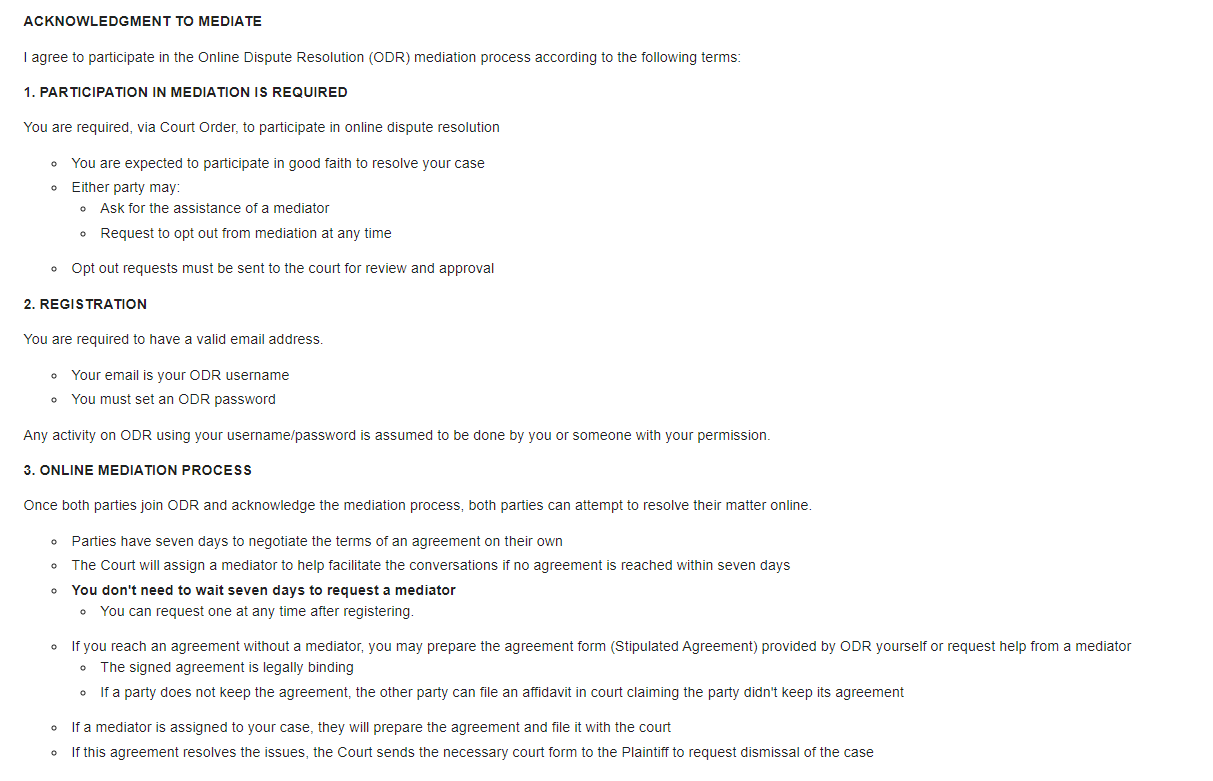 ACKNOWLEDGMENT TO MEDIATE
I agree to participate in the Online Dispute Resolution (ODR) mediation process according to the following terms:
1. PARTICIPATION IN MEDIATION IS REQUIRED
You are required, via Court Order, to participate in online dispute resolution
You are expected to participate in good faith to resolve your case
Either party may:
Ask for the assistance of a mediator
Request to opt out from mediation at any time
Opt out requests must be sent to the court for review and approval
2. REGISTRATION
You are required to have a valid email address.
Your email is your ODR username
You must set an ODR password
Any activity on ODR using your username/password is assumed to be done by you or someone with your permission.
3. ONLINE MEDIATION PROCESS
Once both parties join ODR and acknowledge the mediation process, both parties can attempt to resolve their matter online.
Parties have seven days to negotiate the terms of an agreement on their own
The Court will assign a mediator to help facilitate the conversations if no agreement is reached within seven days
You don't need to wait seven days to request a mediator
You can request one at any time after registering.
If you reach an agreement without a mediator, you may prepare the agreement form (Stipulated Agreement) provided by ODR yourself or request help from a mediator
The signed agreement is legally binding
If a party does not keep the agreement, the other party can file an affidavit in court claiming the party didn't keep its agreement
If a mediator is assigned to your case, they will prepare the agreement and file it with the court
If this agreement resolves the issues, the Court sends the necessary court form to the Plaintiff to request dismissal of the case